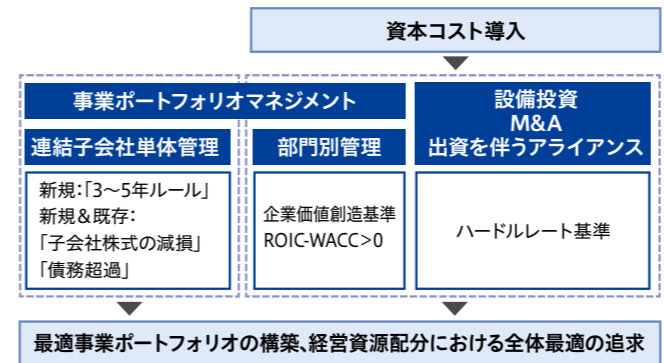 資本コスト導入
事業ポートフォリオマネジメント
連結子会社単体管理
新規:「3〜5年ルール」
新規&既存:
「子会社株式の減損」
「債務超過」
部門別管理
企業価値創造基準
ROIC-WACC>0
設備投資
M&A
出資を伴うアライアンス
ハードルレート基準
最適事業ポートフォリオの構築、経営資源配分における全体最適の追求